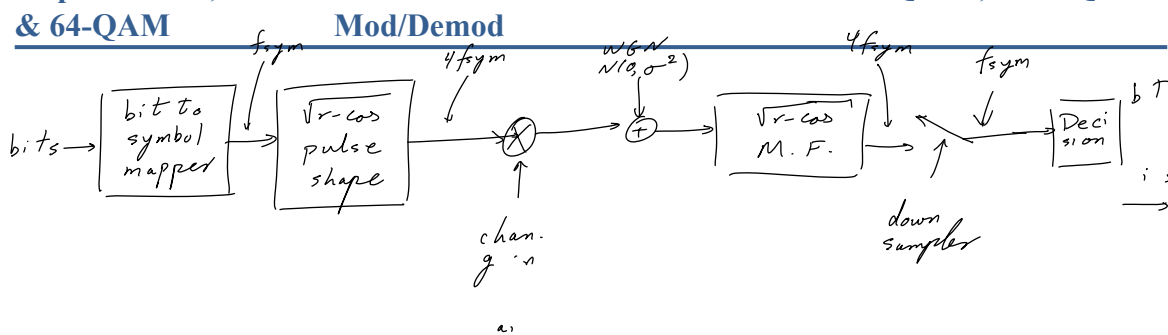 & 64-QAM Mod/Demod
fsym
4fsym
WGN
N(0, σ²)
4fsym
fsym
bits
bit to
symbol
mapper
√r-cos
pulse
shape
X
+
√r-cos
M. F.
Deci
sion
b T
i
chan.
down
sampler